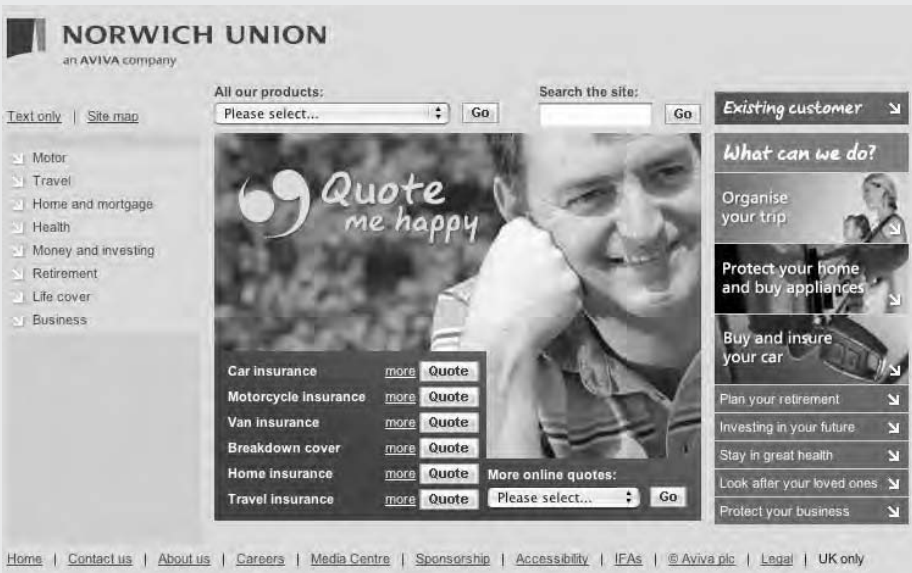 NORWICH UNION
an AVIVA company
All our products:
Search the site:
Text only | Site map
Please select...
Go
Go
Existing customer
Motor
Travel
Home and mortgage
Health
Money and investing
Retirement
Life cover
Business
Quote
me happy
What can we do?
Organise
your trip
Protect your home
and buy appliances
Buy and insure
your car
Plan your retirement
Investing in your future
Stay in great health
Look after your loved ones
Protect your business
Car insurance more Quote
Motorcycle insurance more Quote
Van insurance more Quote
Breakdown cover more Quote
Home insurance more Quote
Travel insurance more Quote
More online quotes:
Please select... Go
Home | Contact us | About us | Careers | Media Centre | Sponsorship | Accessibility | IFAs | © Aviva plc | Legal | UK only